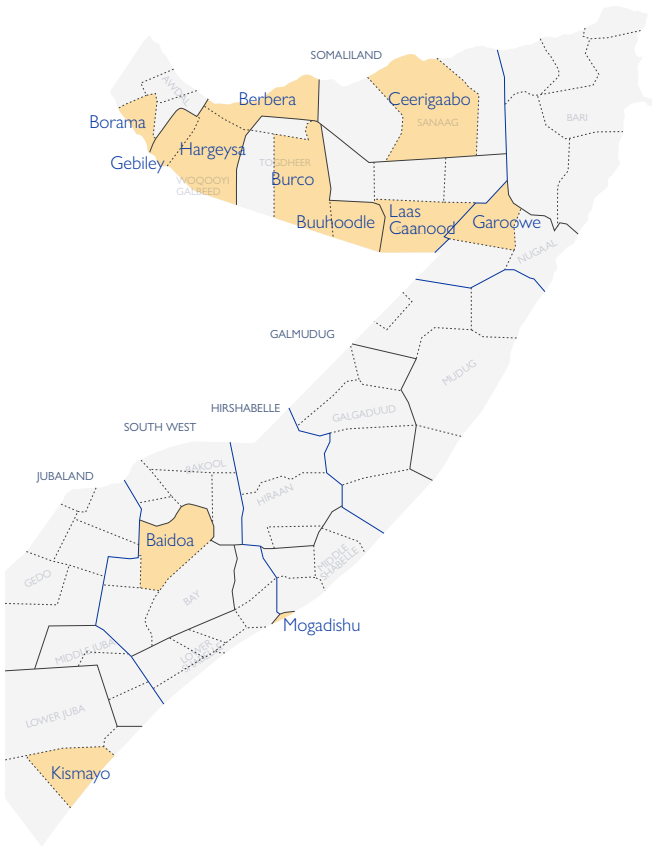 SOMALILAND
AWDAL
Berbera
Ceerigaabo
Borama
SANAAG
BARI
Hargeysa
Gebiley
TOGDHEER
Burco
WOQOOYI
GALBEED
Buuhoodle
Laas
Caanood
Garoowe
NUGAAL
GALMUDUG
MUDUG
HIRSHABELLE
GALGADUUD
SOUTH WEST
BAKOOL
JUBALAND
HIRAAN
Baidoa
MIDDLE
SHABELLE
GEDO
BAY
Mogadishu
MIDDLE JUBA
LOWER
LOWER JUBA
Kismayo